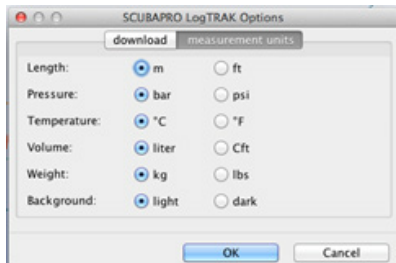 SCUBAPRO LogTRAK Options
download measurement units
Length: m ft
Pressure: bar psi
Temperature: °C °F
Volume: liter Cft
Weight: kg lbs
Background: light dark
OK Cancel